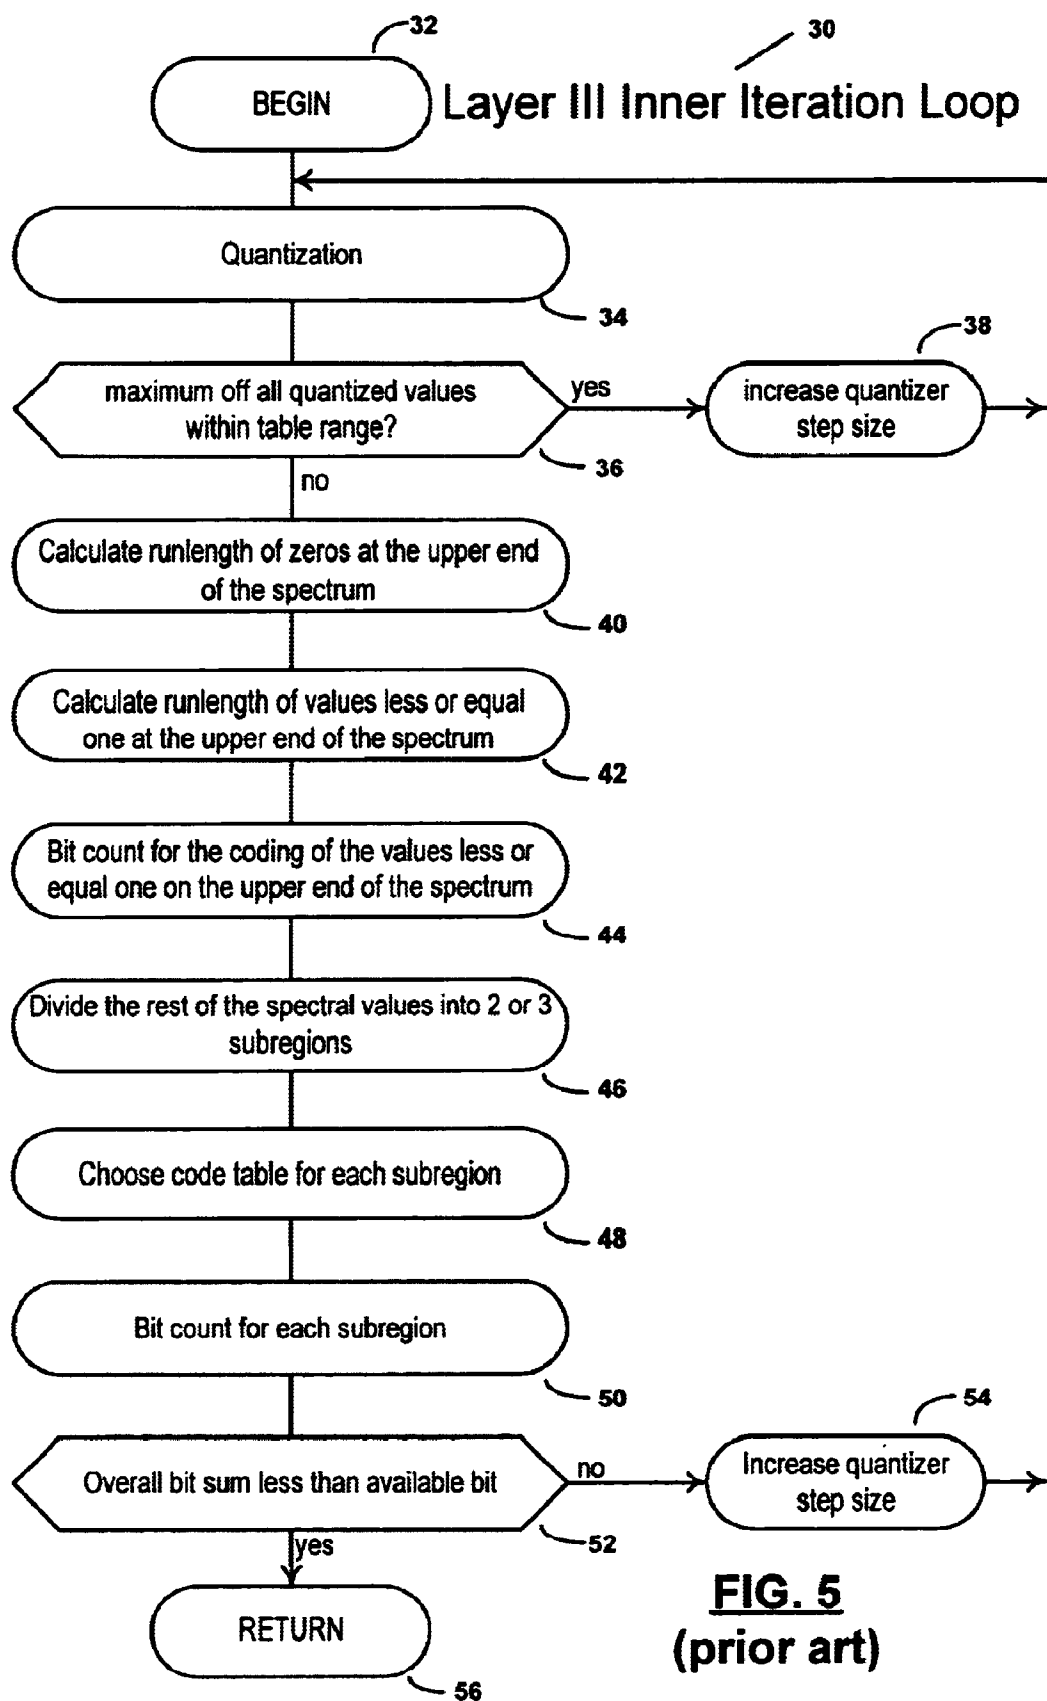 32
30
BEGIN
Layer III Inner Iteration Loop
Quantization
34
38
maximum off all quantized values
within table range?
yes
increase quantizer
step size
36
no
Calculate runlength of zeros at the upper end
of the spectrum
40
Calculate runlength of values less or equal
one at the upper end of the spectrum
42
Bit count for the coding of the values less or
equal one on the upper end of the spectrum
44
Divide the rest of the spectral values into 2 or 3
subregions
46
Choose code table for each subregion
48
Bit count for each subregion
50
54
Overall bit sum less than available bit
no
Increase quantizer
step size
52
yes
RETURN
56
FIG. 5
(prior art)